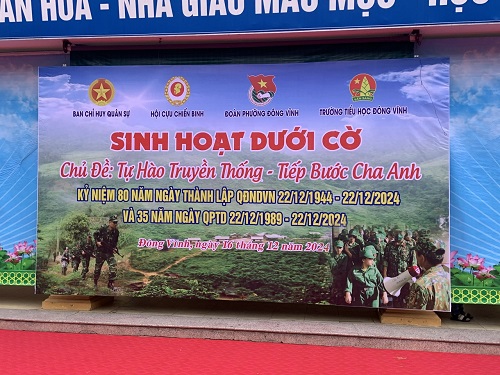 ĂN HÓA - NHÀ GIÁO MẪU MỰC - HỌC
BAN CHỈ HUY QUÂN SỰ
HỘI CỰU CHIẾN BINH
ĐOÀN PHƯỜNG ĐÔNG VĨNH
TRƯỜNG TIỂU HỌC ĐÔNG VĨNH
SINH HOẠT DƯỚI CỜ
Chủ Đề: Tự Hào Truyền Thống - Tiếp Bước Cha Anh
KỶ NIỆM 80 NĂM NGÀY THÀNH LẬP QĐNDVN 22/12/1944 - 22/12/2024
VÀ 35 NĂM NGÀY QPTD 22/12/1989 - 22/12/2024
Đông Vĩnh, ngày 16 tháng 12 năm 2024